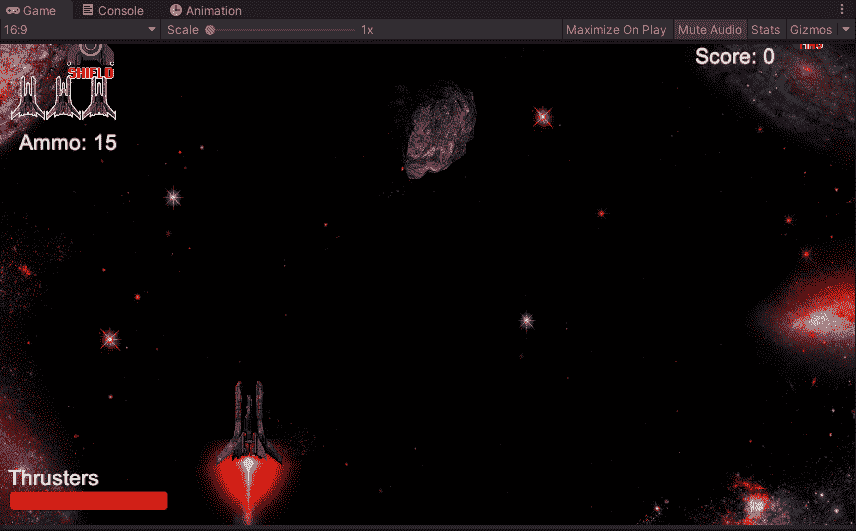 Game Console Animation
16:9 Scale 1x Maximize On Play Mute Audio Stats Gizmos
SHIELD
Score: 0
Ammo: 15
Thrusters